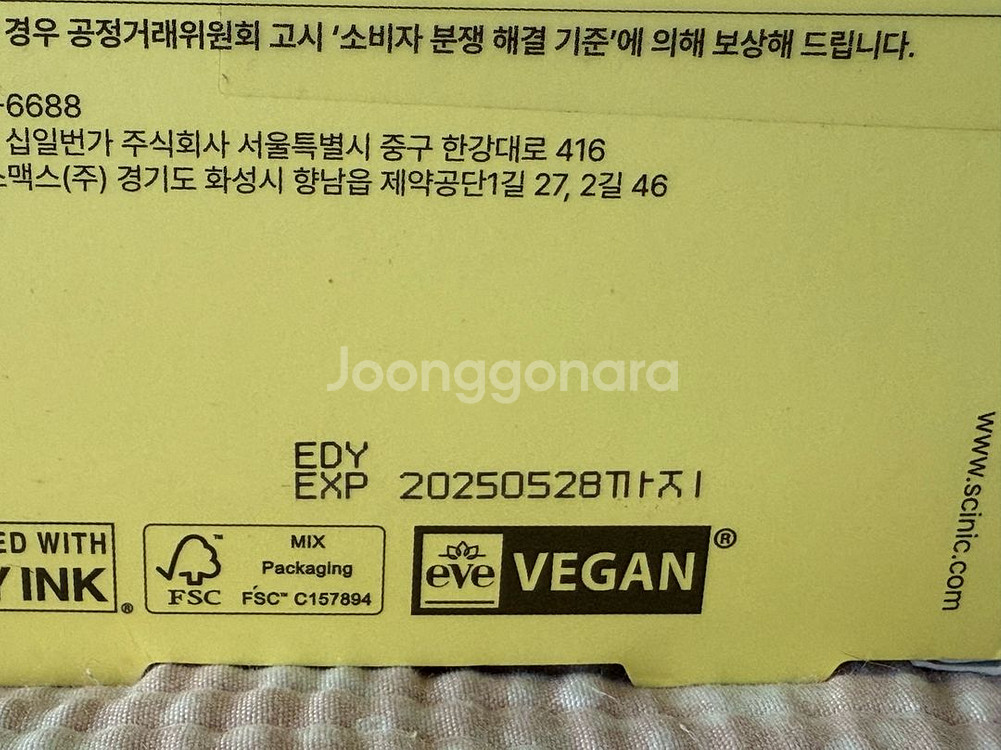 경우 공정거래위원회 고시 '소비자 분쟁 해결 기준'에 의해 보상해 드립니다.
-6688
십일번가 주식회사 서울특별시 중구 한강대로 416
스맥스(주) 경기도 화성시 향남읍 제약공단1길 27, 2길 46
Joonggonara
EDY
EXP 20250528까지
ED WITH
Y INK®
FSC™
MIX
Packaging
FSC™ C157894
eve VEGAN®
www.scinic.com